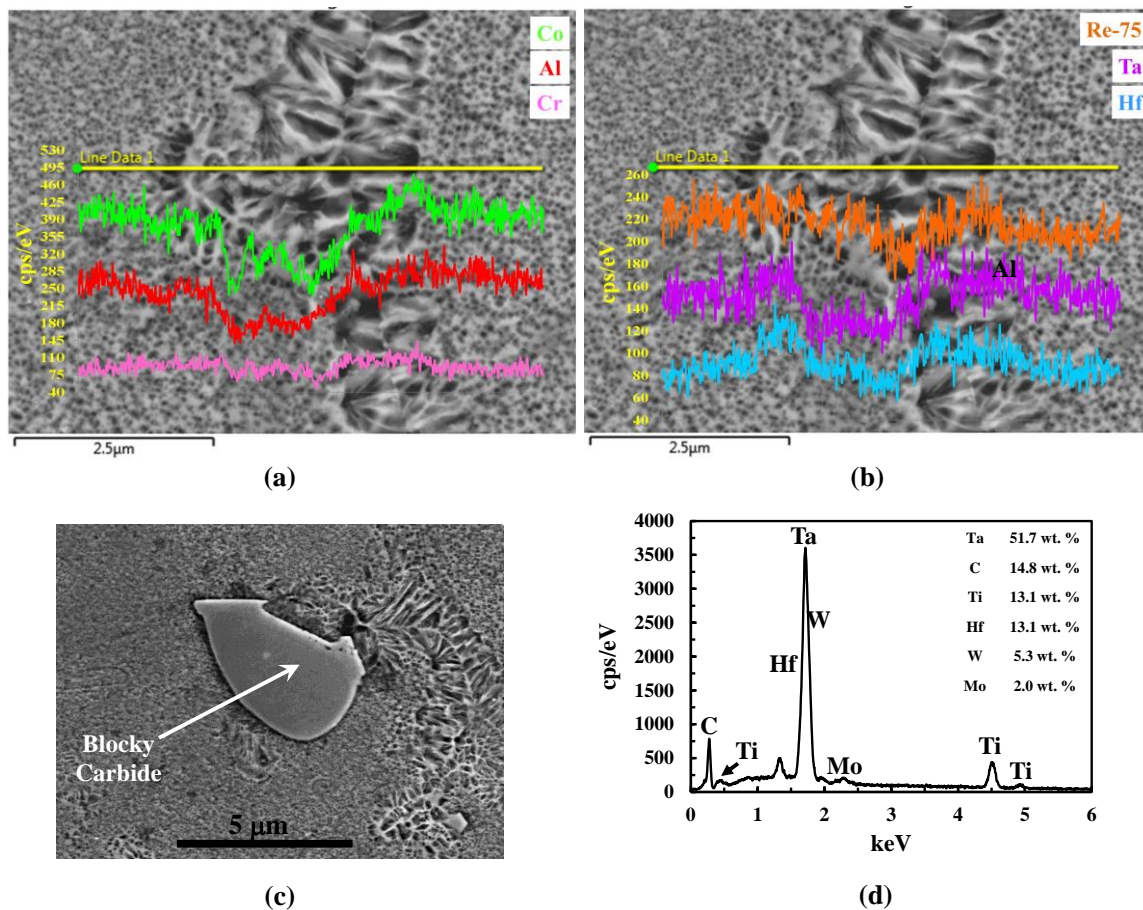 Co
Al
Cr
530
495
460
425
390
355
320
285
250
215
180
145
110
75
40
cps/eV
Line Data 1
2.5µm
(a)
Re-75
Ta
Hf
260
240
220
200
180
160
140
120
100
80
60
40
cps/eV
Line Data 1
Al
2.5µm
(b)
Blocky
Carbide
5 µm
(c)
4000
3500
3000
2500
2000
1500
1000
500
0
cps/eV
Ta
W
Hf
C
Ti
Mo
Ti
Ti
Ta 51.7 wt. %
C 14.8 wt. %
Ti 13.1 wt. %
Hf 13.1 wt. %
W 5.3 wt. %
Mo 2.0 wt. %
0 1 2 3 4 5 6
keV
(d)